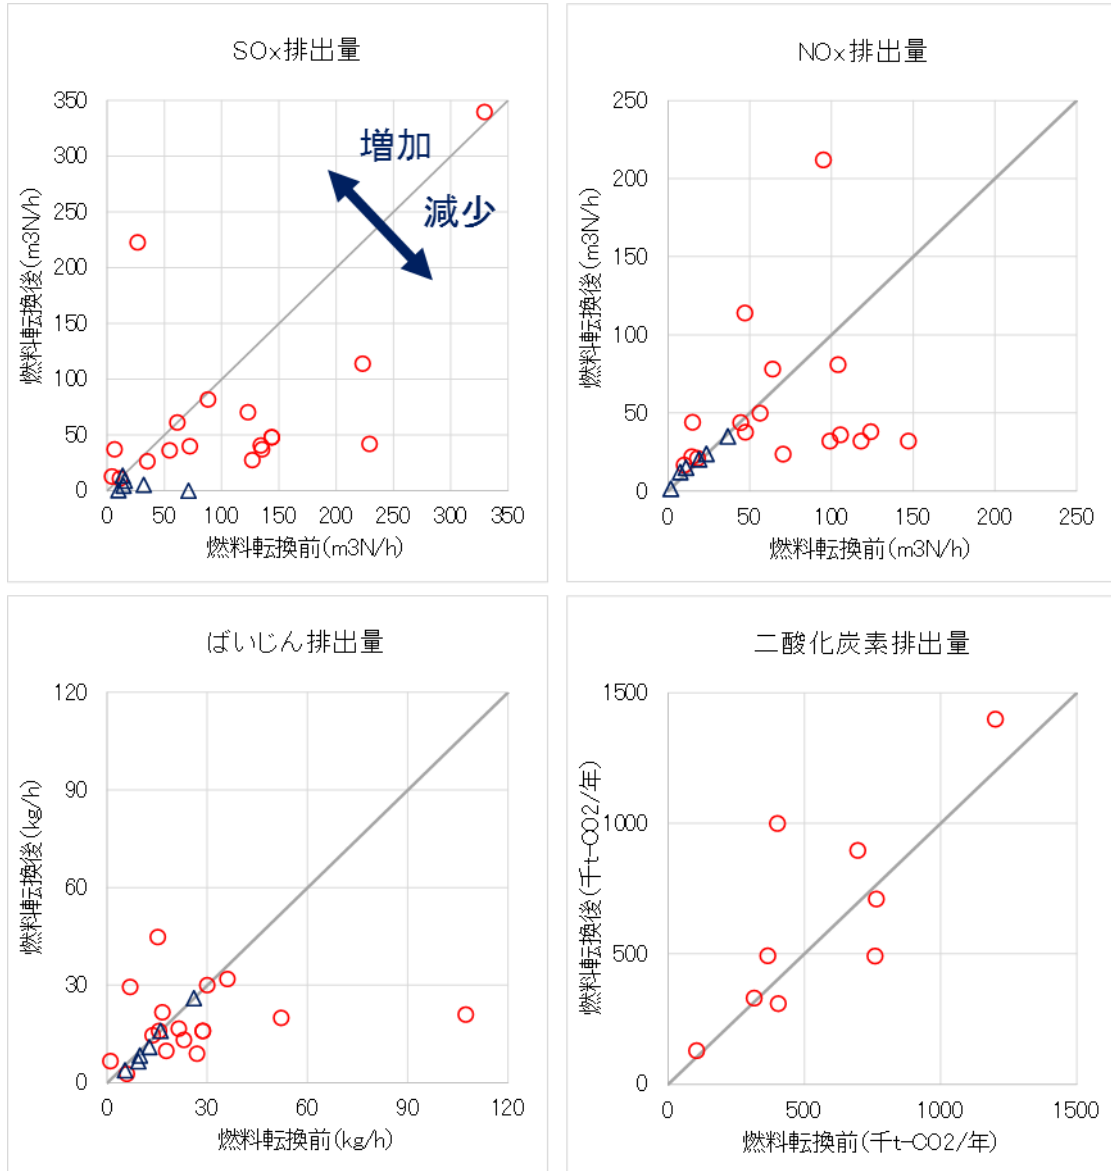 SOx排出量
350
300
250
200
150
100
50
0
燃料転換後(m3N/h)
増加
減少
0 50 100 150 200 250 300 350
燃料転換前(m3N/h)
NOx排出量
250
200
150
100
50
0
燃料転換後(m3N/h)
0 50 100 150 200 250
燃料転換前(m3N/h)
ばいじん排出量
120
90
60
30
0
燃料転換後(kg/h)
0 30 60 90 120
燃料転換前(kg/h)
二酸化炭素排出量
1500
1000
500
0
燃料転換後(千t-CO2/年)
0 500 1000 1500
燃料転換前(千t-CO2/年)